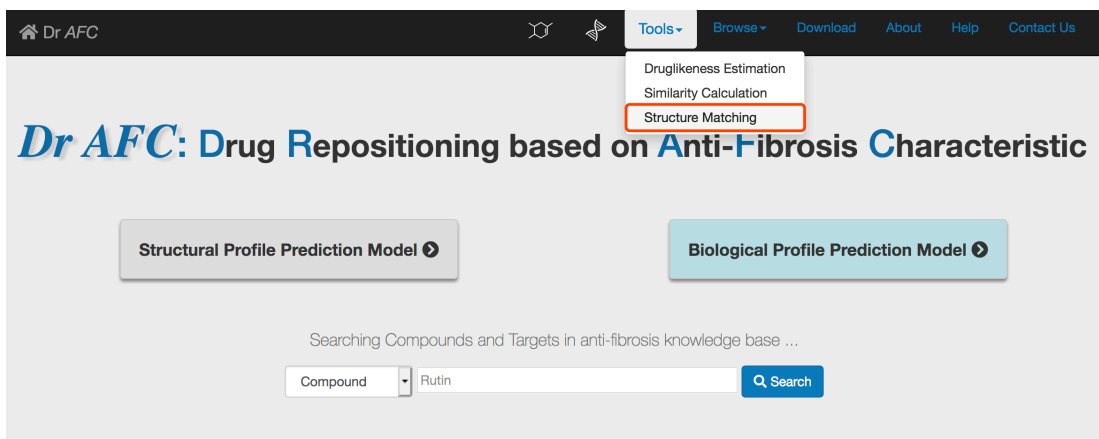 Dr AFC Tools Browse Download About Help Contact Us
Druglikeness Estimation
Similarity Calculation
Structure Matching
Dr AFC: Drug Repositioning based on Anti-Fibrosis Characteristic
Structural Profile Prediction Model Biological Profile Prediction Model
Searching Compounds and Targets in anti-fibrosis knowledge base ...
Compound Rutin Search